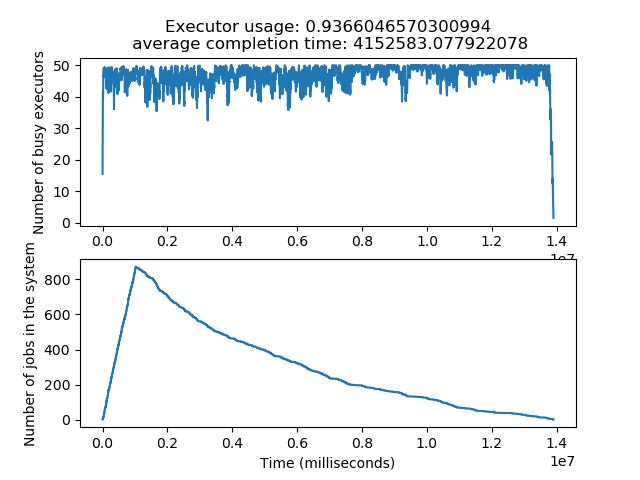 Executor usage: 0.9366046570300994
average completion time: 4152583.077922078
Number of busy executors
50
40
30
20
10
0
0.0 0.2 0.4 0.6 0.8 1.0 1.2 1.4
1e7
Number of jobs in the system
800
600
400
200
0
0.0 0.2 0.4 0.6 0.8 1.0 1.2 1.4
Time (milliseconds)
1e7